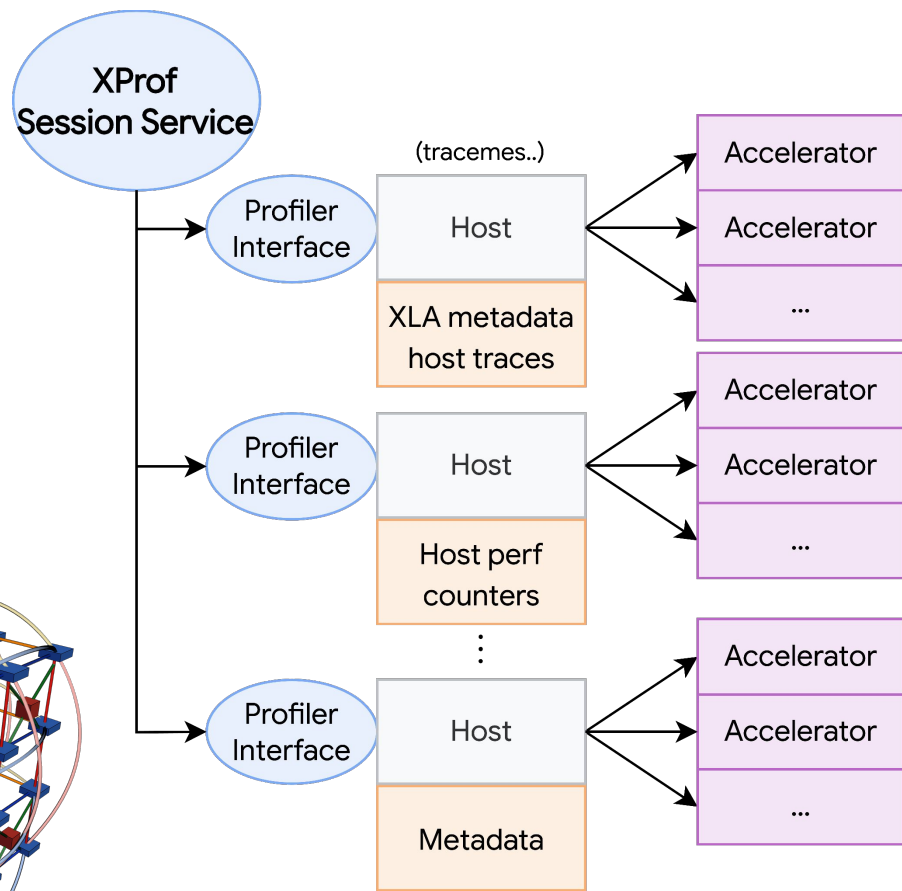 XProf
Session Service
(tracemes..)
Profiler
Interface
Host
XLA metadata
host traces
Accelerator
Accelerator
...
Profiler
Interface
Host
Host perf
counters
Accelerator
Accelerator
...
⋮
Profiler
Interface
Host
Metadata
Accelerator
Accelerator
...